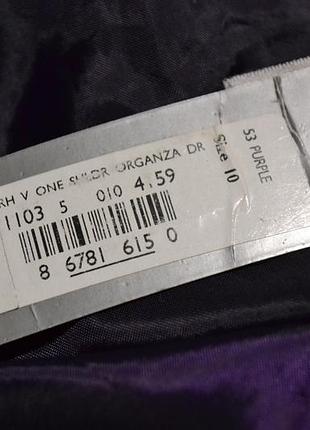 RH V ONE SHLDR ORGANZA DR
1103 5 010 4.59
8 6781 615 0
Size 10
53 PURPLE